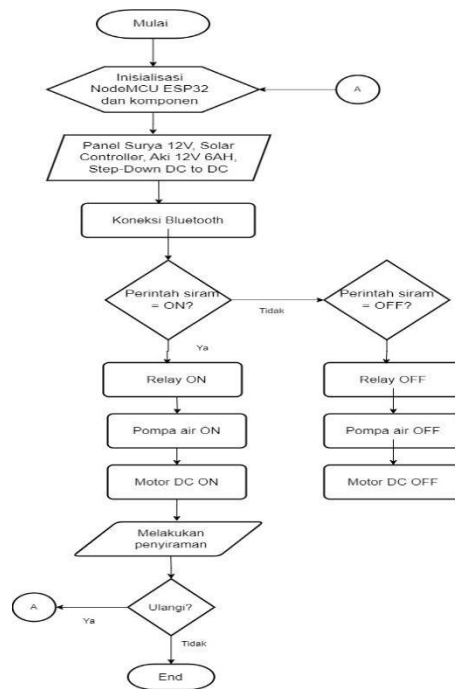 Mulai
Inisialisasi
NodeMCU ESP32
dan komponen
A
Panel Surya 12V, Solar
Controller, Aki 12V 6AH,
Step-Down DC to DC
Koneksi Bluetooth
Perintah siram
= ON?
Tidak
Perintah siram
= OFF?
Ya
Relay ON
Relay OFF
Pompa air ON
Pompa air OFF
Motor DC ON
Motor DC OFF
Melakukan
penyiraman
A
Ya
Ulangi?
Tidak
End